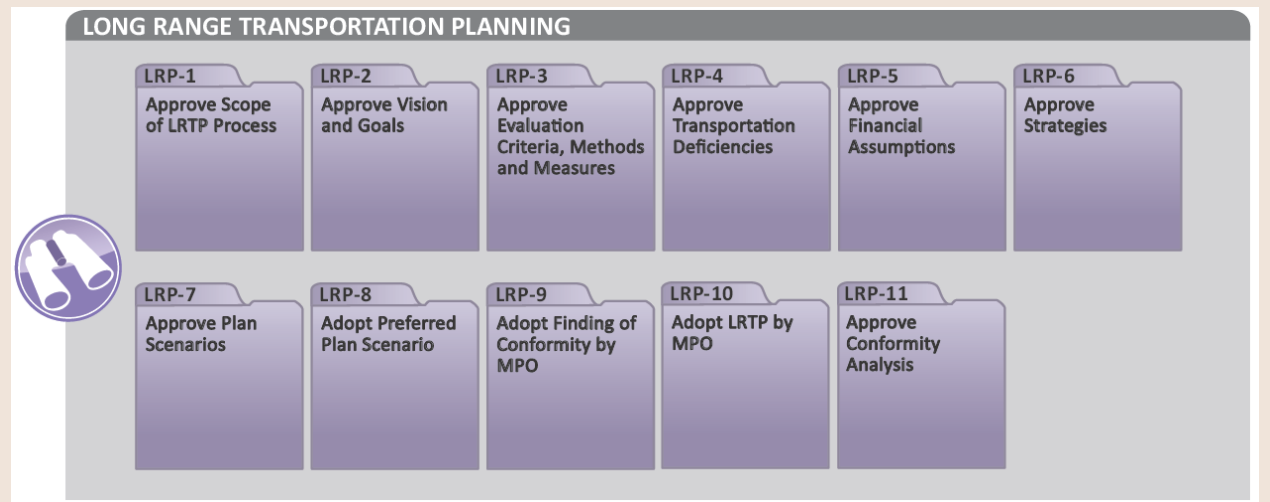 LONG RANGE TRANSPORTATION PLANNING
LRP-1
Approve Scope
of LRTP Process
LRP-2
Approve Vision
and Goals
LRP-3
Approve
Evaluation
Criteria, Methods
and Measures
LRP-4
Approve
Transportation
Deficiencies
LRP-5
Approve
Financial
Assumptions
LRP-6
Approve
Strategies
LRP-7
Approve Plan
Scenarios
LRP-8
Adopt Preferred
Plan Scenario
LRP-9
Adopt Finding of
Conformity by
MPO
LRP-10
Adopt LRTP by
MPO
LRP-11
Approve
Conformity
Analysis